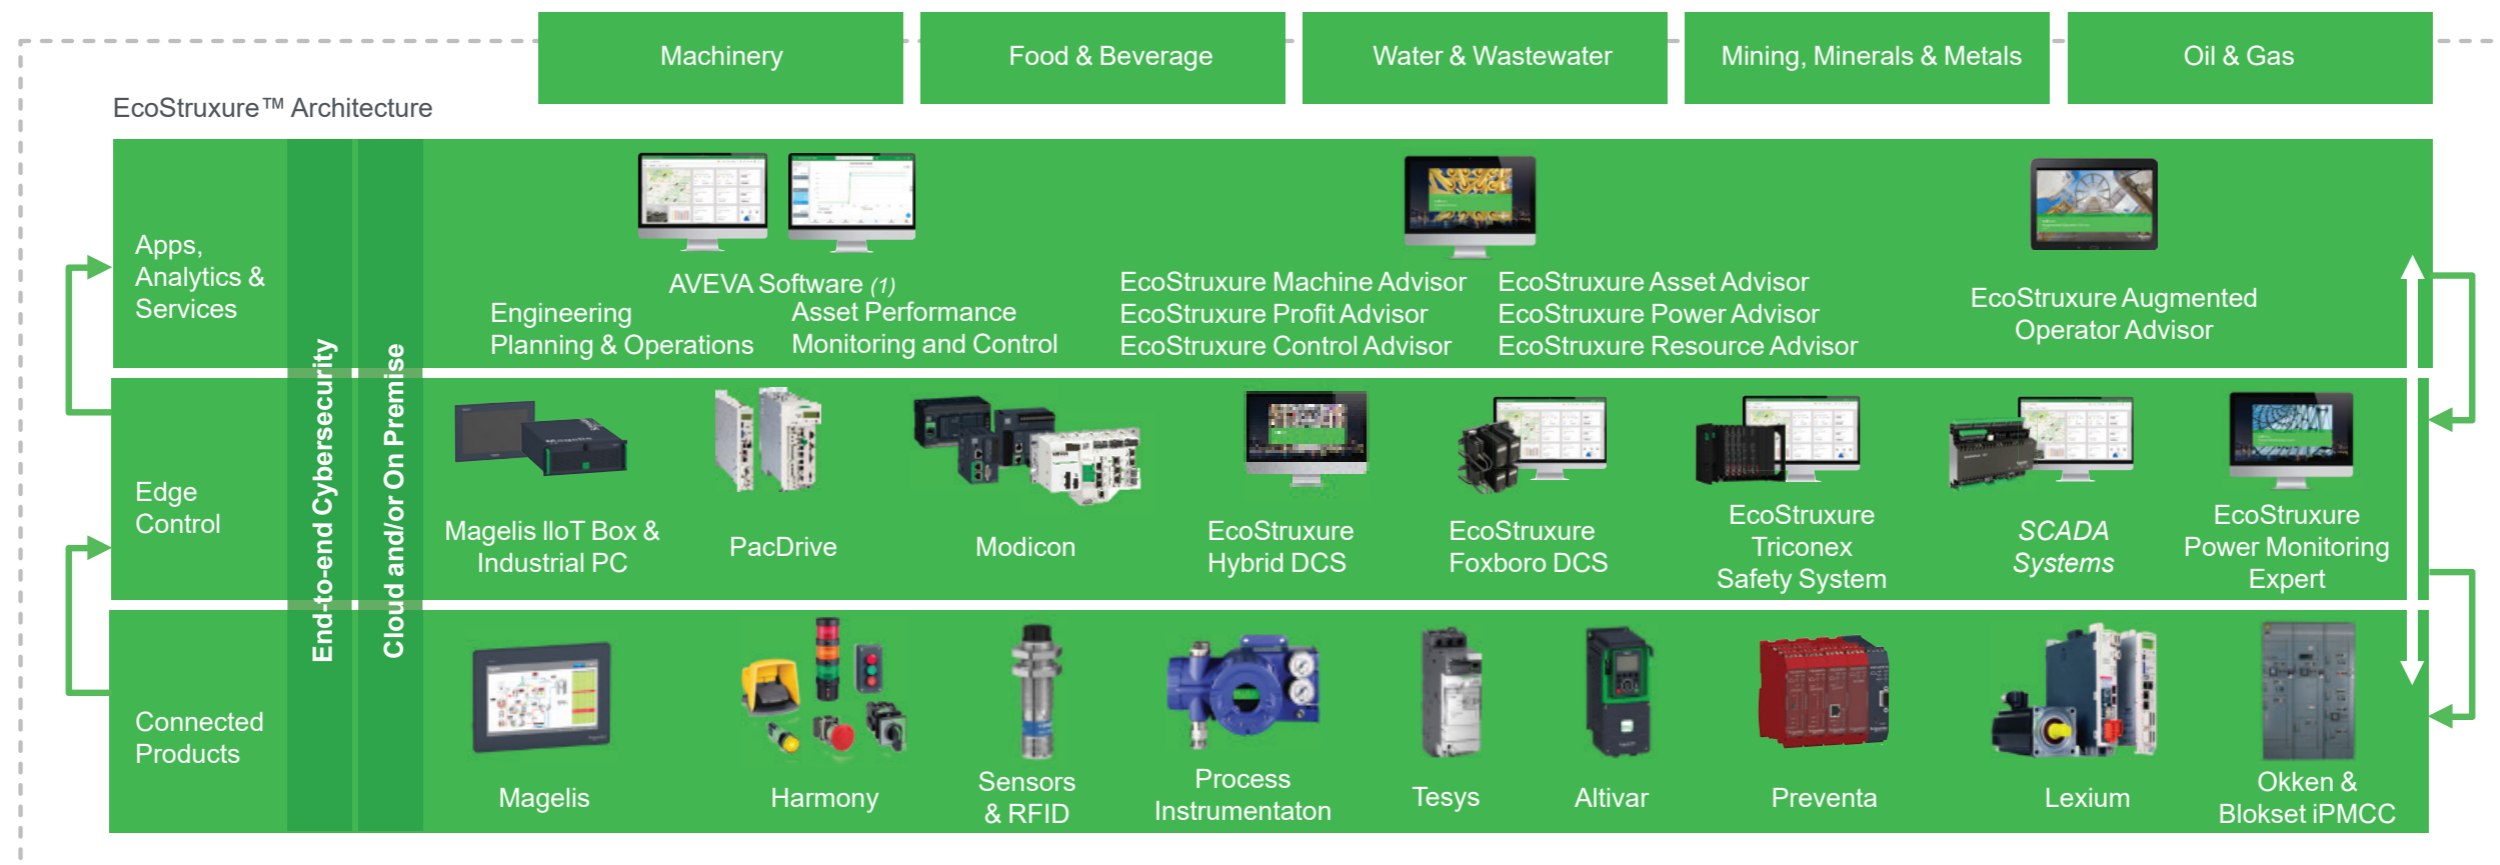 Machinery
Food & Beverage
Water & Wastewater
Mining, Minerals & Metals
Oil & Gas
EcoStruxure™ Architecture
Apps,
Analytics &
Services
AVEVA Software (1)
Engineering
Planning & Operations
Asset Performance
Monitoring and Control
EcoStruxure Machine Advisor
EcoStruxure Profit Advisor
EcoStruxure Control Advisor
EcoStruxure Asset Advisor
EcoStruxure Power Advisor
EcoStruxure Resource Advisor
EcoStruxure Augmented
Operator Advisor
End-to-end Cybersecurity
Cloud and/or On Premise
Edge
Control
Magelis IIoT Box &
Industrial PC
PacDrive
Modicon
EcoStruxure
Hybrid DCS
EcoStruxure
Foxboro DCS
EcoStruxure
Triconex
Safety System
SCADA
Systems
EcoStruxure
Power Monitoring
Expert
Connected
Products
Magelis
Harmony
Sensors
& RFID
Process
Instrumentaton
Tesys
Altivar
Preventa
Lexium
Okken &
Blokset iPMCC